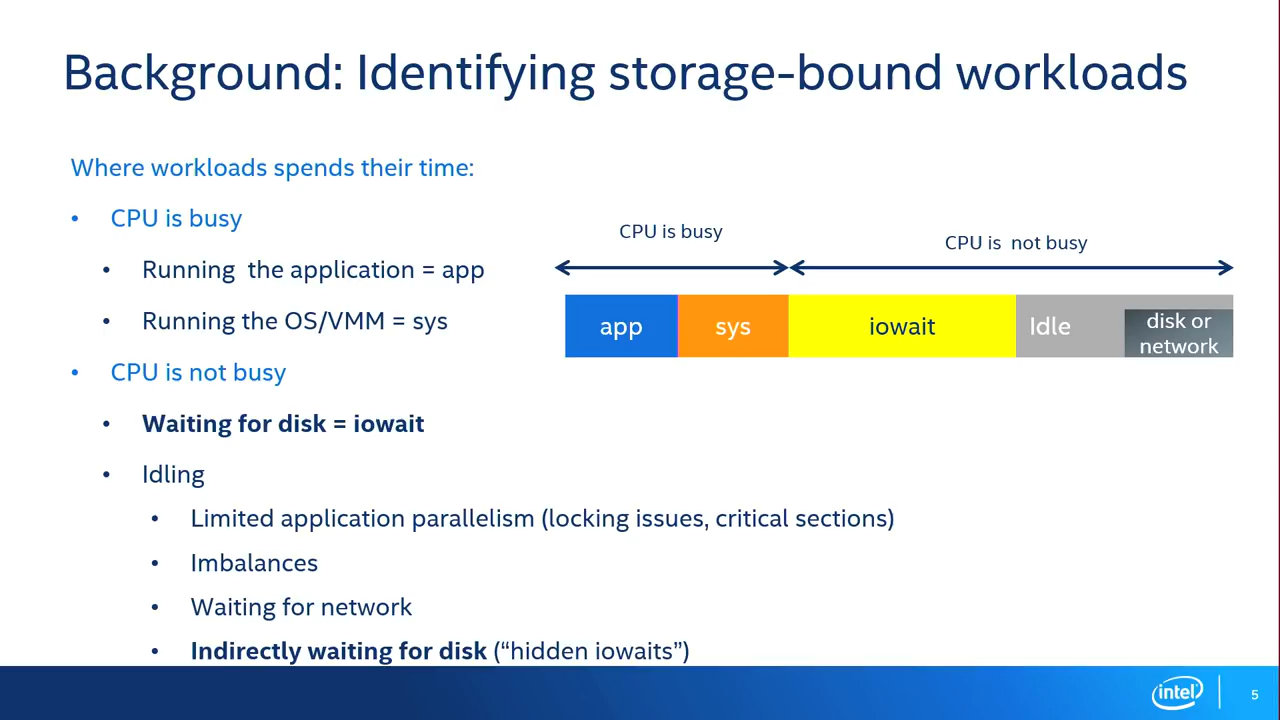 Background: Identifying storage-bound workloads
Where workloads spends their time:
• CPU is busy
• Running the application = app
• Running the OS/VMM = sys
• CPU is not busy
• Waiting for disk = iowait
• Idling
• Limited application parallelism (locking issues, critical sections)
• Imbalances
• Waiting for network
• Indirectly waiting for disk (“hidden iowaits”)
CPU is busy
CPU is not busy
app
sys
iowait
Idle
disk or
network
intel
5